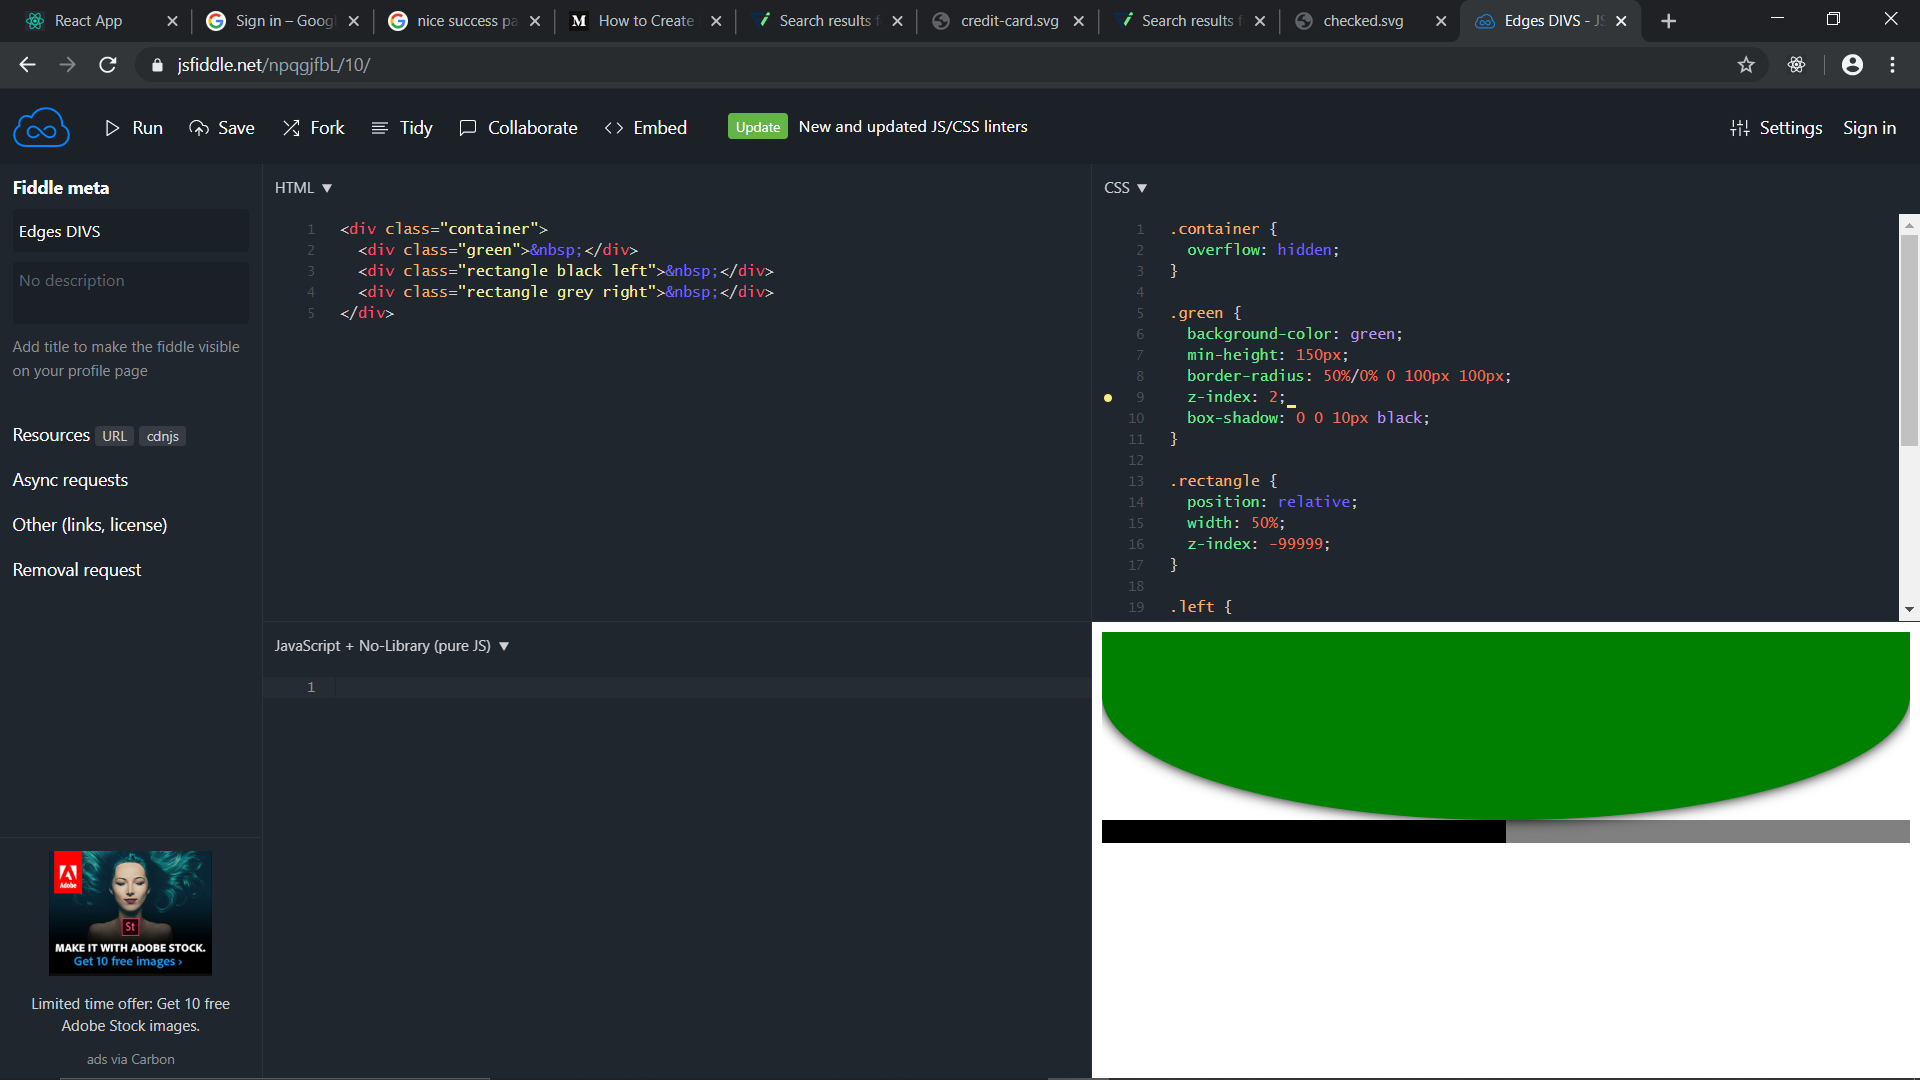 React App
Sign in – Goog
nice success pa
M How to Create
Search results f
credit-card.svg
Search results f
checked.svg
Edges DIVS - JS
jsfiddle.net/npqgjfbL/10/
Run
Save
Fork
Tidy
Collaborate
Embed
Update
New and updated JS/CSS linters
Settings
Sign in
Fiddle meta
Edges DIVS
No description
Add title to make the fiddle visible
on your profile page
Resources URL cdnjs
Async requests
Other (links, license)
Removal request
Adobe
St
MAKE IT WITH ADOBE STOCK.
Get 10 free images ›
Limited time offer: Get 10 free
Adobe Stock images.
ads via Carbon
HTML ▼
1 <div class="container">
2 <div class="green">&nbsp;</div>
3 <div class="rectangle black left">&nbsp;</div>
4 <div class="rectangle grey right">&nbsp;</div>
5 </div>
CSS ▼
1 .container {
2 overflow: hidden;
3 }
4
5 .green {
6 background-color: green;
7 min-height: 150px;
8 border-radius: 50%/0% 0 100px 100px;
9 z-index: 2;
10 box-shadow: 0 0 10px black;
11 }
12
13 .rectangle {
14 position: relative;
15 width: 50%;
16 z-index: -99999;
17 }
18
19 .left {
JavaScript + No-Library (pure JS) ▼
1